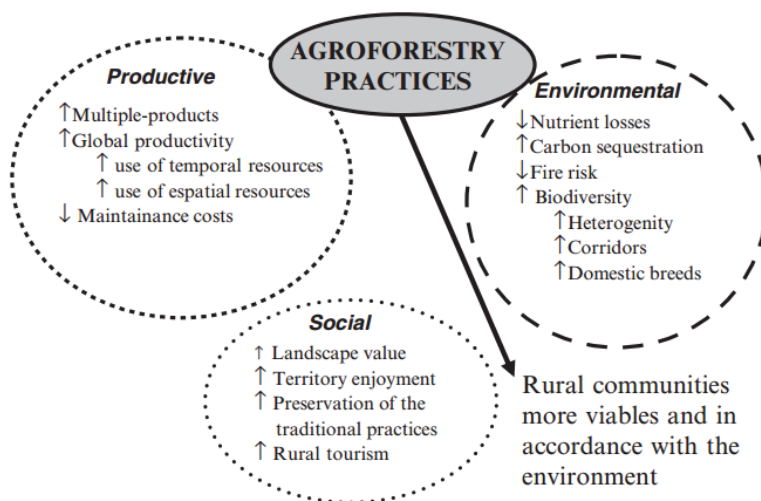 AGROFORESTRY
PRACTICES
Productive
↑Multiple-products
↑Global productivity
↑ use of temporal resources
↑ use of espatial resources
↓ Maintainance costs
Environmental
↓Nutrient losses
↑Carbon sequestration
↓Fire risk
↑ Biodiversity
↑Heterogenity
↑Corridors
↑Domestic breeds
Social
↑ Landscape value
↑ Territory enjoyment
↑ Preservation of the
traditional practices
↑ Rural tourism
Rural communities
more viables and in
accordance with the
environment